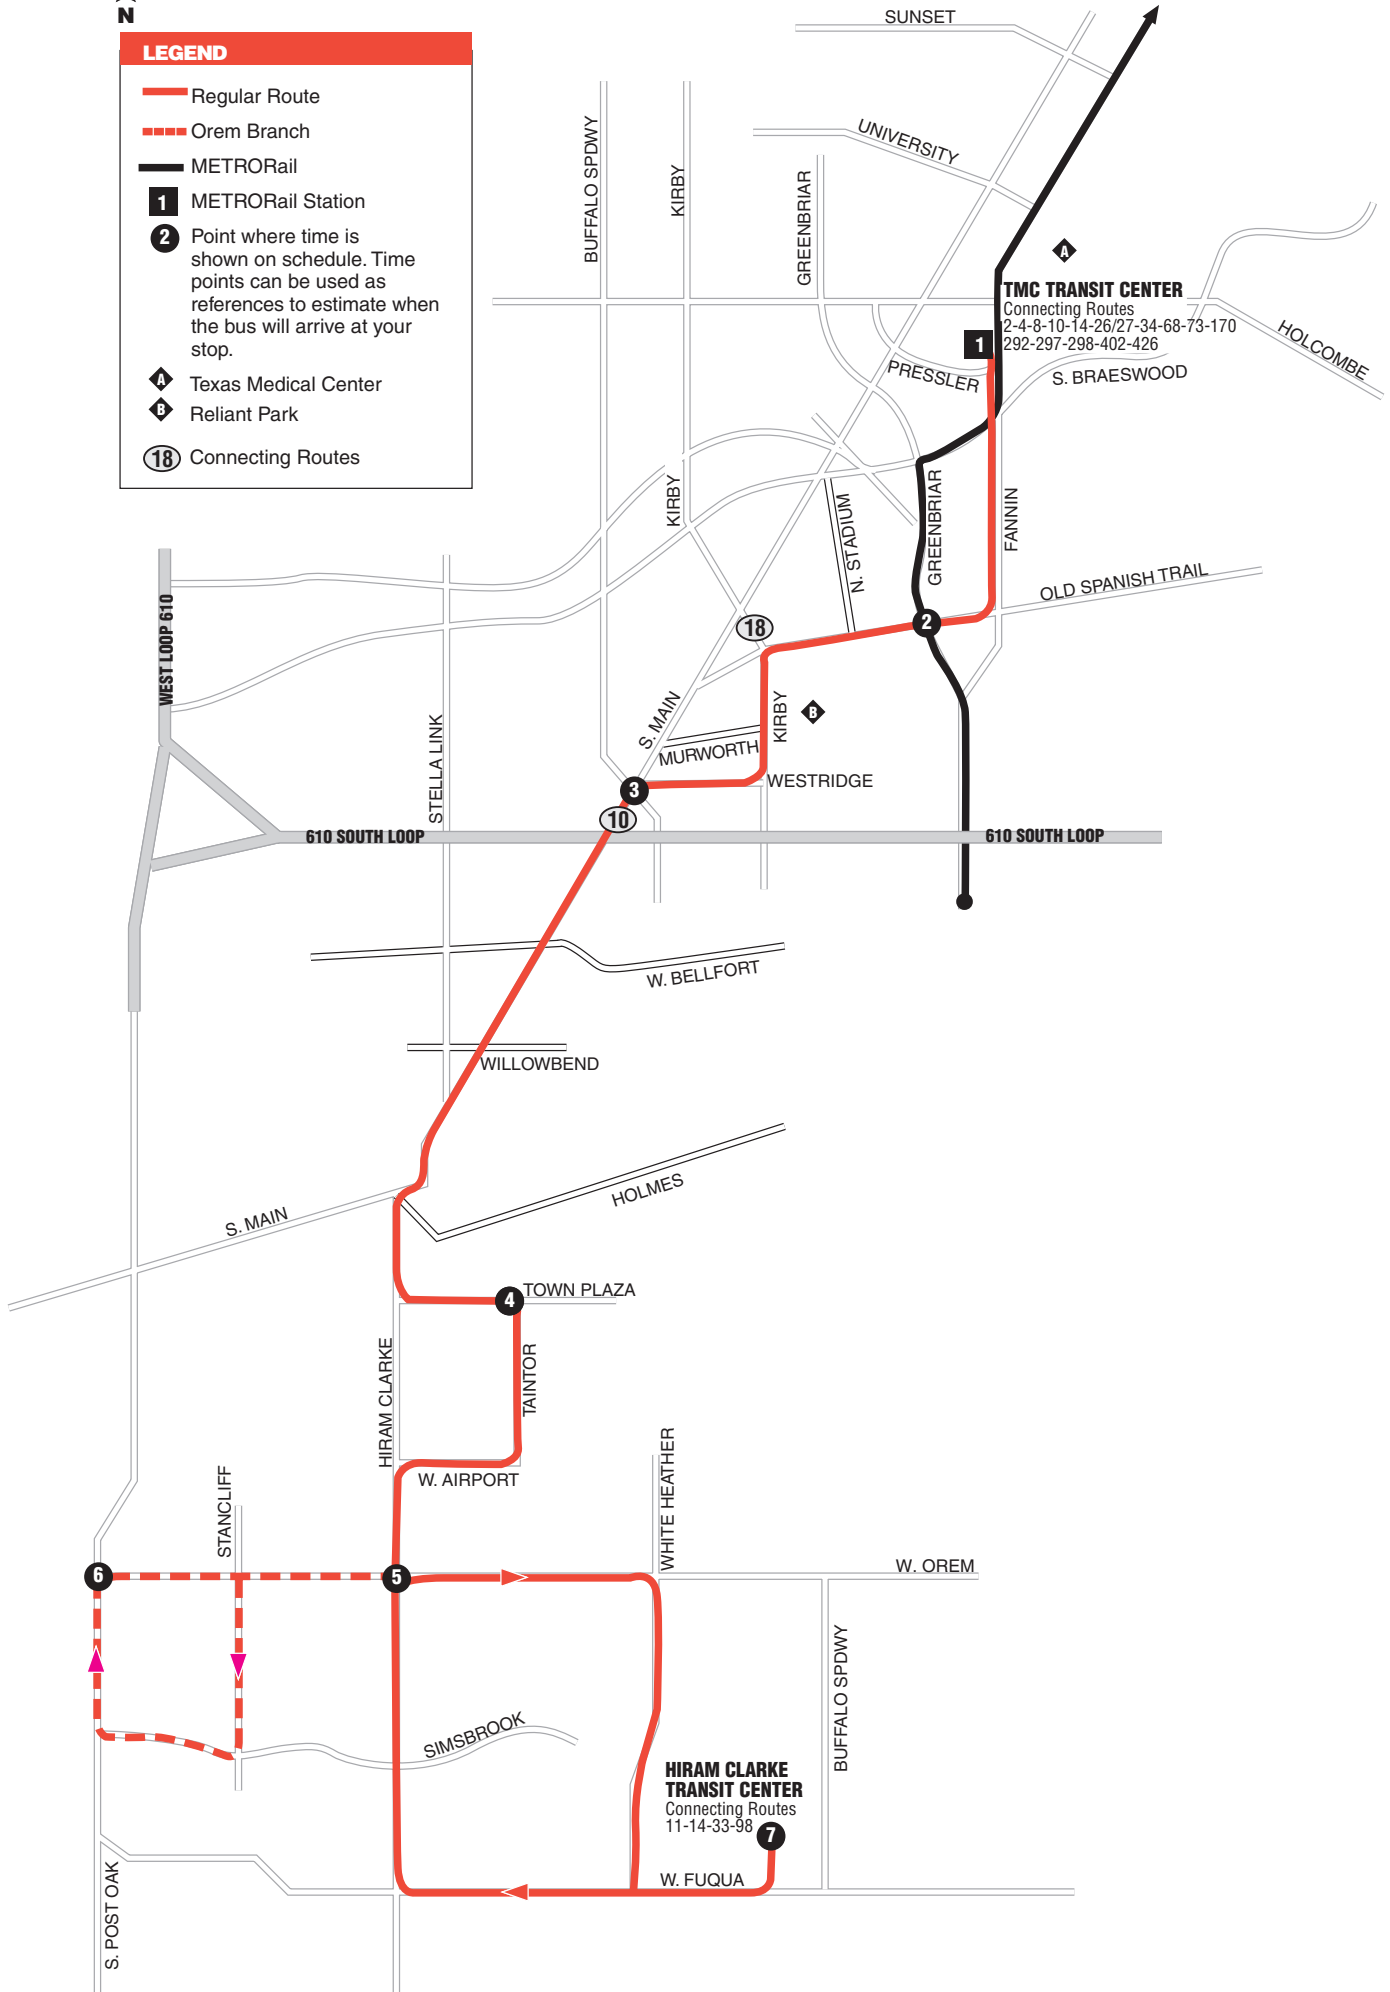 N
LEGEND
Regular Route
Orem Branch
METRORail
1 METRORail Station
2 Point where time is
shown on schedule. Time
points can be used as
references to estimate when
the bus will arrive at your
stop.
A Texas Medical Center
B Reliant Park
18 Connecting Routes
SUNSET
UNIVERSITY
BUFFALO SPDWY
KIRBY
GREENBRIAR
A
TMC TRANSIT CENTER
Connecting Routes
2-4-8-10-14-26/27-34-68-73-170
292-297-298-402-426
1
HOLCOMBE
PRESSLER
S. BRAESWOOD
KIRBY
N. STADIUM
GREENBRIAR
FANNIN
OLD SPANISH TRAIL
WEST LOOP 610
18
2
S. MAIN
KIRBY
B
MURWORTH
STELLA LINK
WESTRIDGE
3
10
610 SOUTH LOOP
610 SOUTH LOOP
W. BELLFORT
WILLOWBEND
HOLMES
S. MAIN
TOWN PLAZA
4
HIRAM CLARKE
TAINTOR
W. AIRPORT
STANCLIFF
WHITE HEATHER
W. OREM
6
5
BUFFALO SPDWY
SIMSBROOK
HIRAM CLARKE
TRANSIT CENTER
Connecting Routes
11-14-33-98
7
W. FUQUA
S. POST OAK